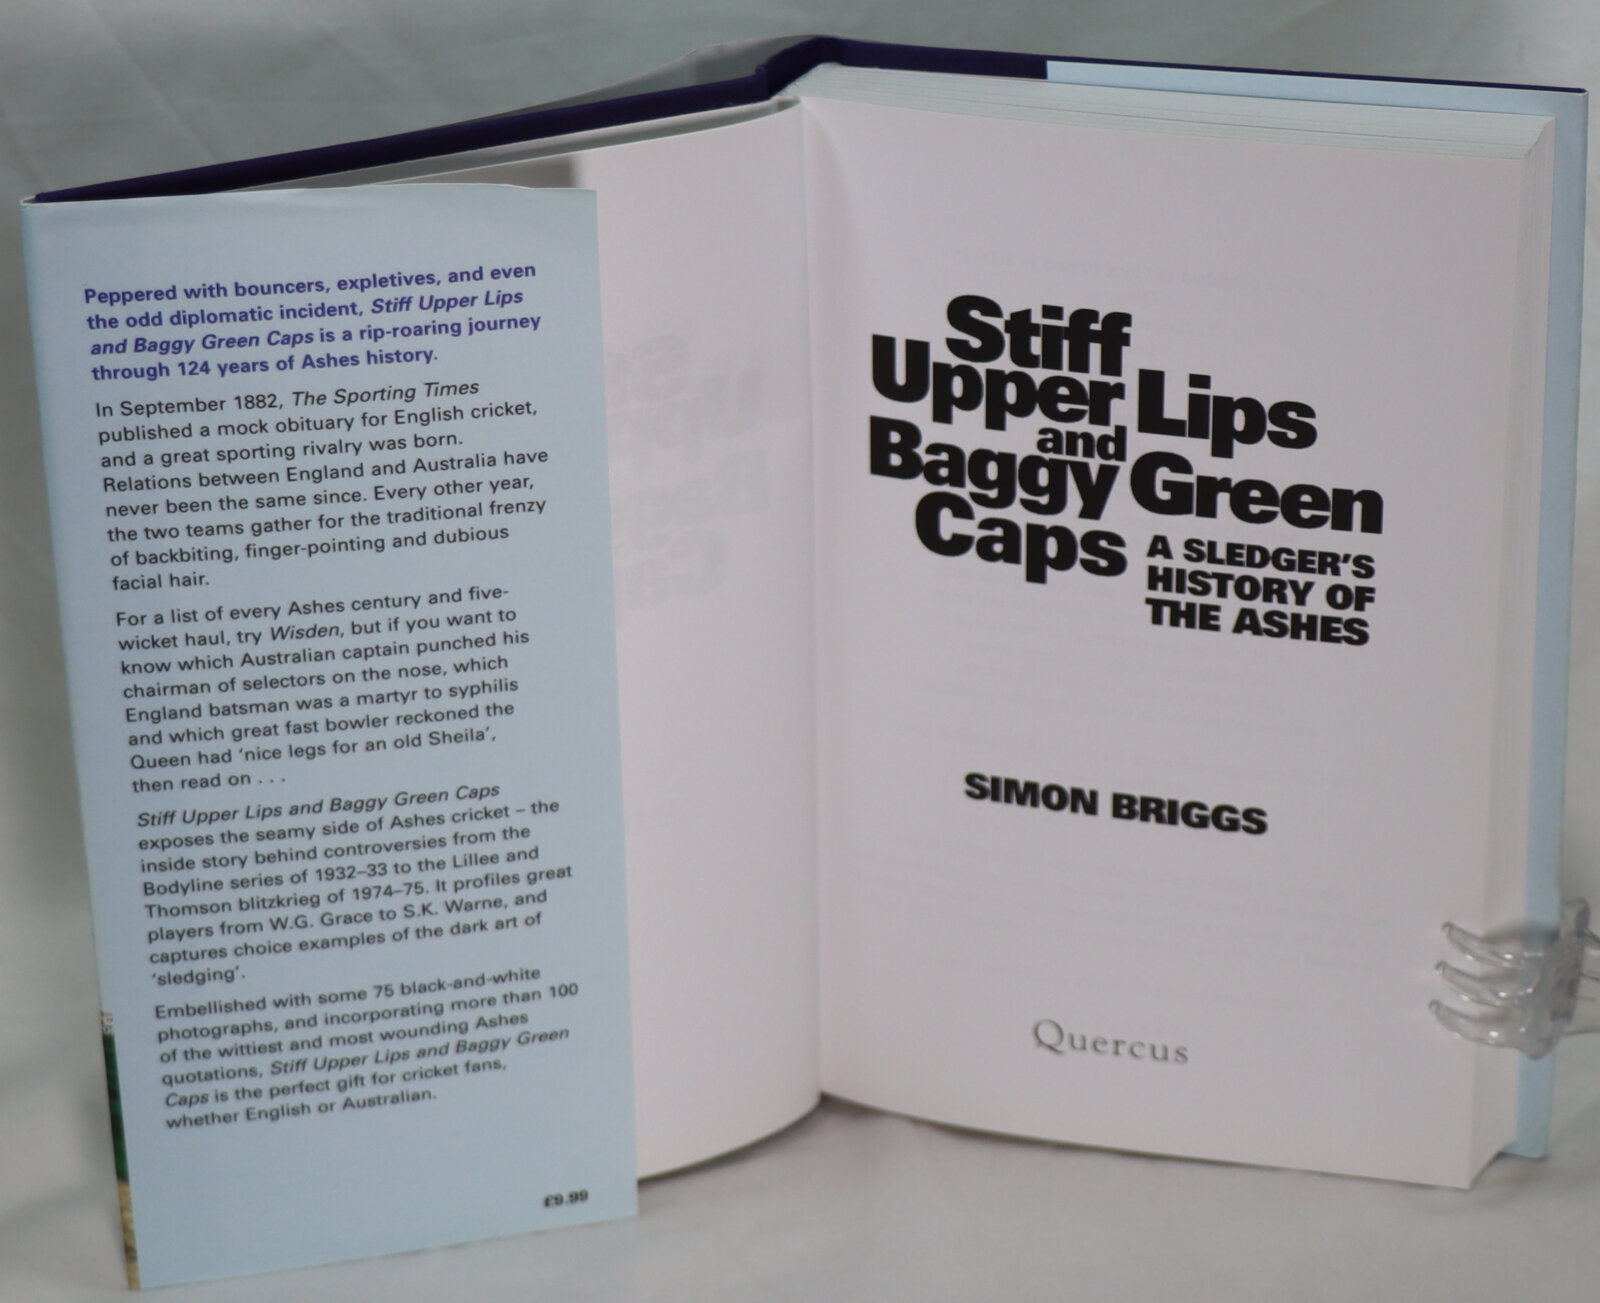 Peppered with bouncers, expletives, and even
the odd diplomatic incident, Stiff Upper Lips
and Baggy Green Caps is a rip-roaring journey
through 124 years of Ashes history.
In September 1882, The Sporting Times
published a mock obituary for English cricket,
and a great sporting rivalry was born.
Relations between England and Australia have
never been the same since. Every other year,
the two teams gather for the traditional frenzy
of backbiting, finger-pointing and dubious
facial hair.
For a list of every Ashes century and five-
wicket haul, try Wisden, but if you want to
know which Australian captain punched his
chairman of selectors on the nose, which
England batsman was a martyr to syphilis
and which great fast bowler reckoned the
Queen had 'nice legs for an old Sheila',
then read on . . .
Stiff Upper Lips and Baggy Green Caps
exposes the seamy side of Ashes cricket – the
inside story behind controversies from the
Bodyline series of 1932–33 to the Lillee and
Thomson blitzkrieg of 1974–75. It profiles great
players from W.G. Grace to S.K. Warne, and
captures choice examples of the dark art of
'sledging'.
Embellished with some 75 black-and-white
photographs, and incorporating more than 100
of the wittiest and most wounding Ashes
quotations, Stiff Upper Lips and Baggy Green
Caps is the perfect gift for cricket fans,
whether English or Australian.
£9.99
Stiff
Upper Lips
and
Baggy Green
Caps
A SLEDGER'S
HISTORY OF
THE ASHES
SIMON BRIGGS
Quercus